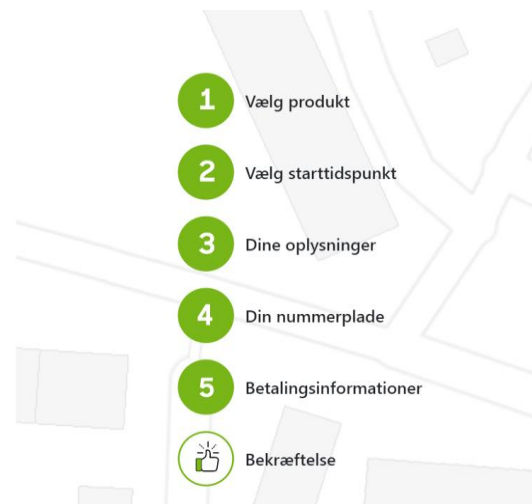 1 Vælg produkt
2 Vælg starttidspunkt
3 Dine oplysninger
4 Din nummerplade
5 Betalingsinformationer
Bekræftelse